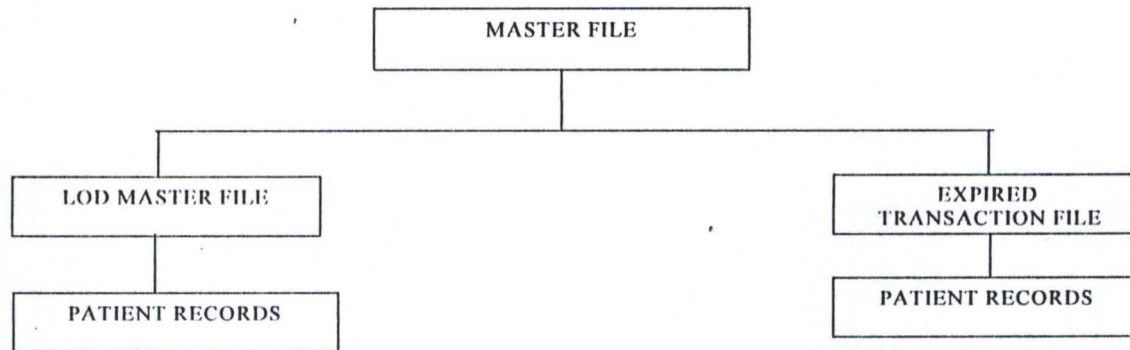 MASTER FILE
LOD MASTER FILE
EXPIRED
TRANSACTION FILE
PATIENT RECORDS
PATIENT RECORDS